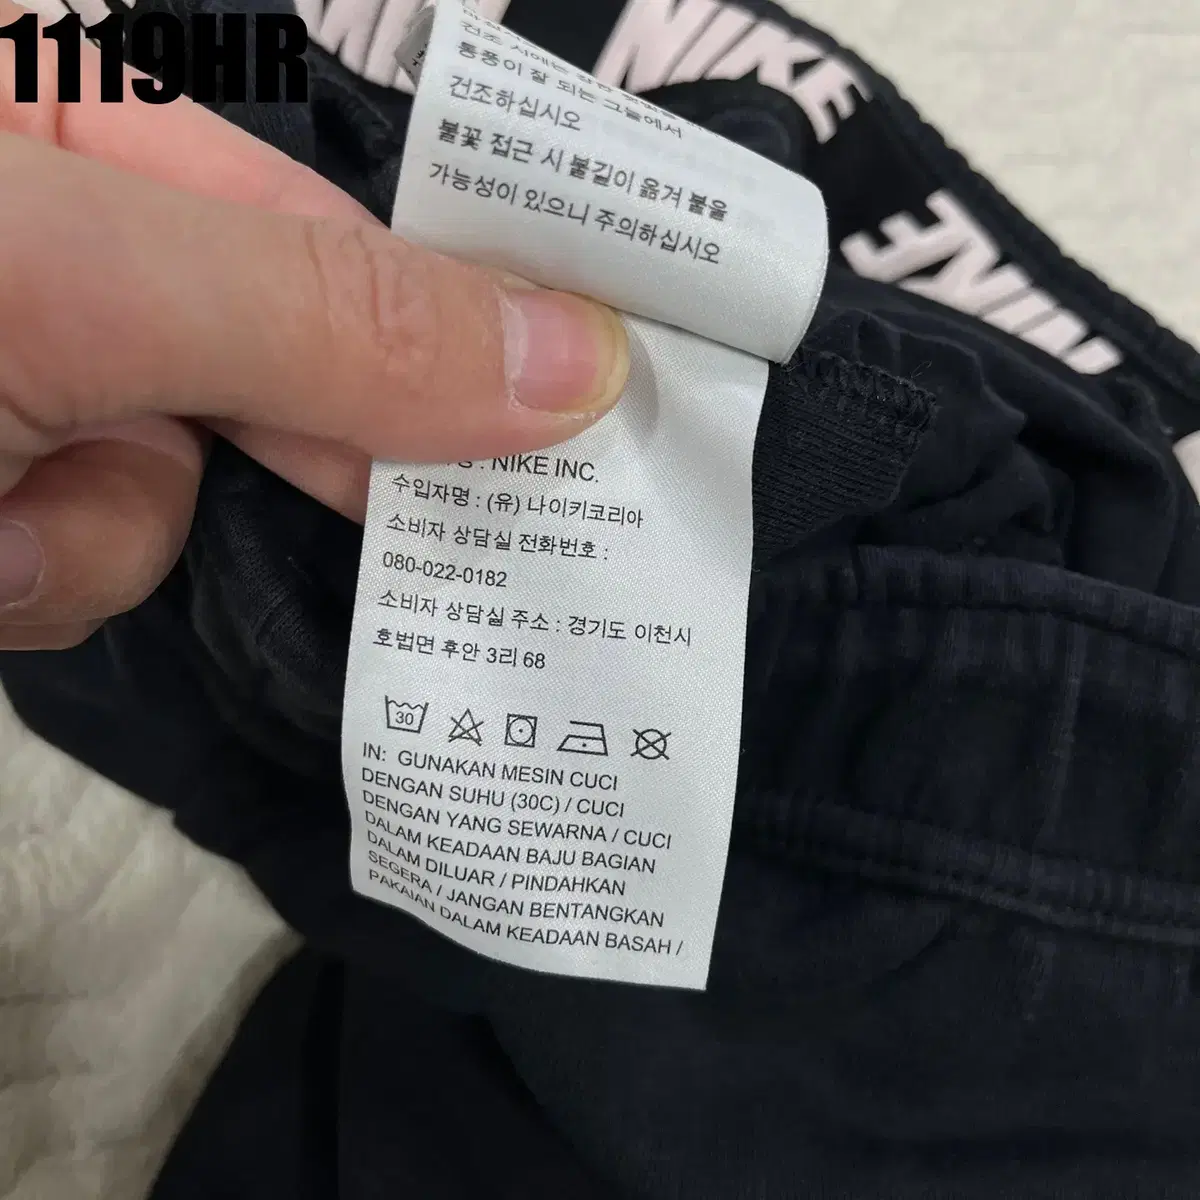 1119HR
NIKE
NIKE
통풍이 잘 되는 그늘에서
건조하십시오
불꽃 접근 시 불길이 옮겨 붙을
가능성이 있으니 주의하십시오
: NIKE INC.
수입자명 : (유) 나이키코리아
소비자 상담실 전화번호 :
080-022-0182
소비자 상담실 주소 : 경기도 이천시
호법면 후안 3리 68
30
IN: GUNAKAN MESIN CUCI
DENGAN SUHU (30C) / CUCI
DENGAN YANG SEWARNA / CUCI
DALAM KEADAAN BAJU BAGIAN
DALAM DILUAR / PINDAHKAN
SEGERA / JANGAN BENTANGKAN
PAKAIAN DALAM KEADAAN BASAH /